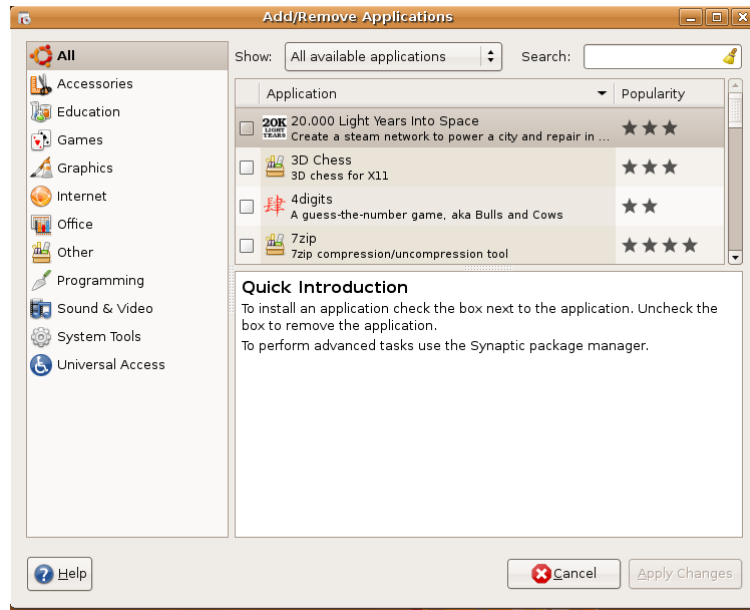 Add/Remove Applications
All
Accessories
Education
Games
Graphics
Internet
Office
Other
Programming
Sound & Video
System Tools
Universal Access
Show: All available applications Search:
Application Popularity
20K LIGHT YEARS
20.000 Light Years Into Space
Create a steam network to power a city and repair in ...
3D Chess
3D chess for X11
肆
4digits
A guess-the-number game, aka Bulls and Cows
7zip
7zip compression/uncompression tool
Quick Introduction
To install an application check the box next to the application. Uncheck the
box to remove the application.
To perform advanced tasks use the Synaptic package manager.
Help Cancel Apply Changes